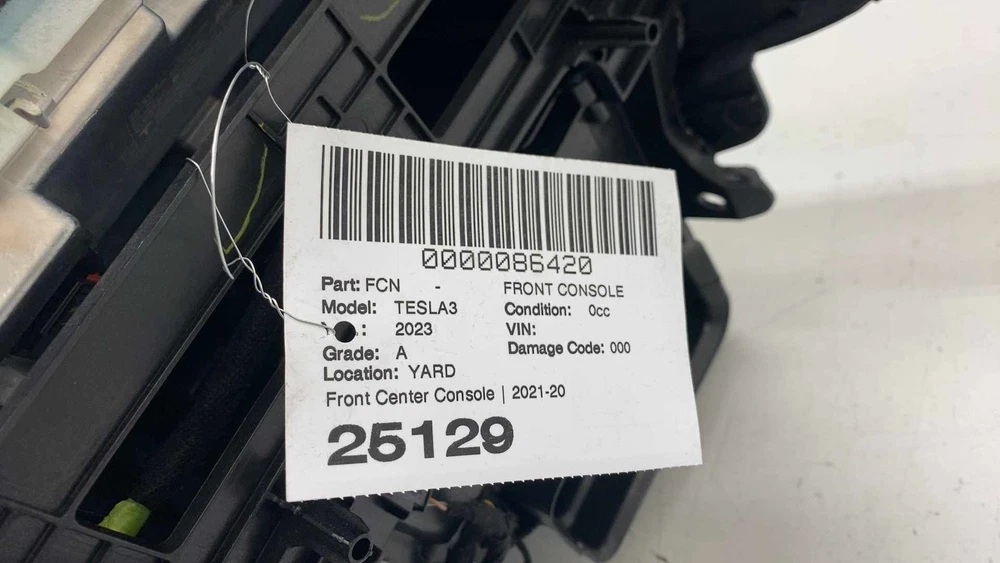 0000086420
Part: FCN - FRONT CONSOLE
Model: TESLA3 Condition: 0cc
: 2023 VIN:
Grade: A Damage Code: 000
Location: YARD
Front Center Console | 2021-20
25129